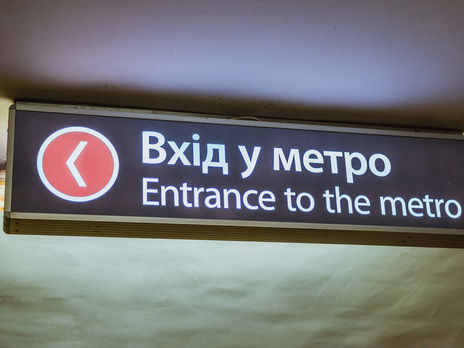 Вхід у метро
Entrance to the metro